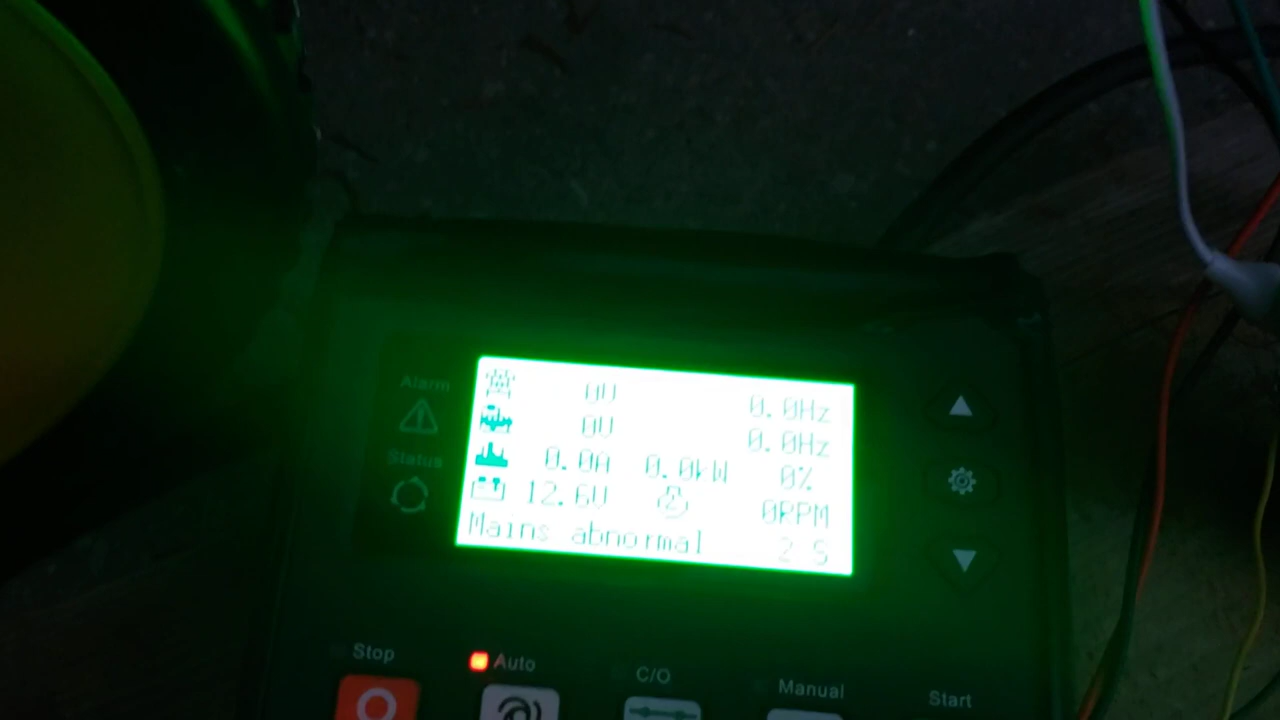 Alarm
0V 0.0Hz
0V 0.0Hz
Status
0.0A 0.0kW 0%
12.6V 0RPM
Mains abnormal 2 S
Stop Auto C/O Manual Start